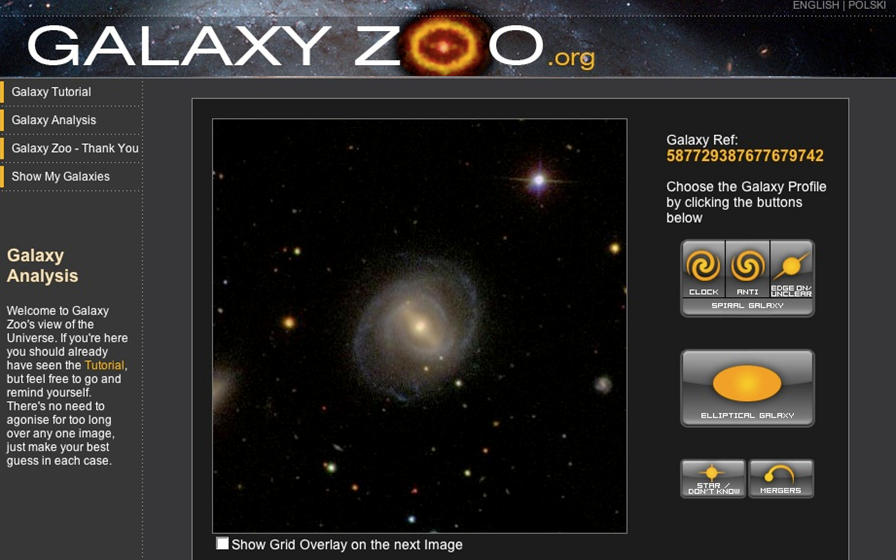 ENGLISH | POLSKI
GALAXY ZOO.org
Galaxy Tutorial
Galaxy Analysis
Galaxy Zoo - Thank You
Show My Galaxies
Galaxy
Analysis
Welcome to Galaxy
Zoo's view of the
Universe. If you're here
you should already
have seen the Tutorial,
but feel free to go and
remind yourself.
There's no need to
agonise for too long
over any one image,
just make your best
guess in each case.
Show Grid Overlay on the next Image
Galaxy Ref:
587729387677679742
Choose the Galaxy Profile
by clicking the buttons
below
CLOCK
ANTI
EDGE ON/
UNCLEAR
SPIRAL GALAXY
ELLIPTICAL GALAXY
STAR /
DON'T KNOW
MERGERS